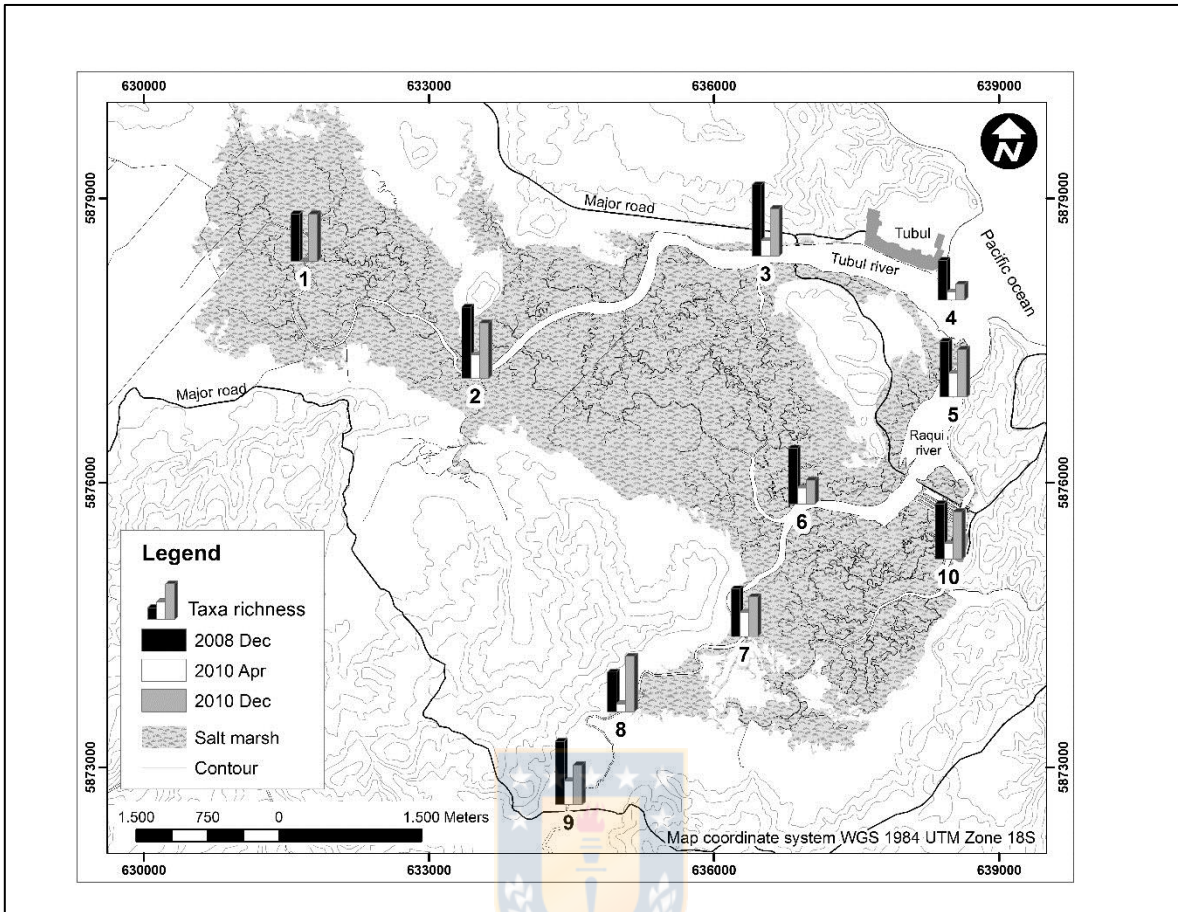 630000 633000 636000 639000
5879000
5876000
5873000
5879000
5876000
5873000
N
Major road
Tubul
Tubul river
Pacific ocean
1
2
3
4
5
Major road
Raqui
river
6
10
7
8
9
Legend
Taxa richness
2008 Dec
2010 Apr
2010 Dec
Salt marsh
Contour
1.500 750 0 1.500 Meters
Map coordinate system WGS 1984 UTM Zone 18S
630000 633000 636000 639000